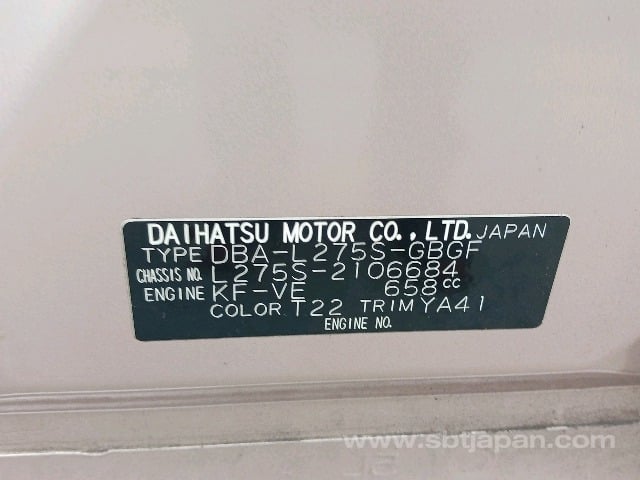 DAIHATSU MOTOR CO., LTD. JAPAN
TYPE DBA-L275S-GBGF
CHASSIS NO. L275S-2106684
ENGINE KF-VE 658cc
COLOR T22 TRIM YA41
ENGINE NO.
www.sbtjapan.com